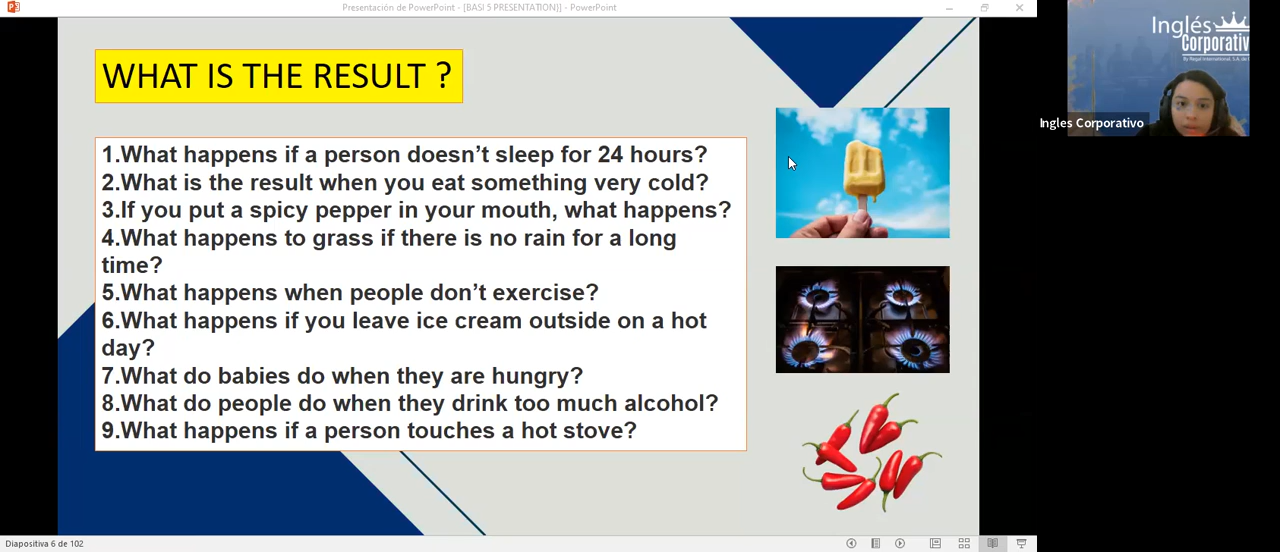 Presentación de PowerPoint - [BASI 5 PRESENTATION)] - PowerPoint
WHAT IS THE RESULT ?
1.What happens if a person doesn't sleep for 24 hours?
2.What is the result when you eat something very cold?
3.If you put a spicy pepper in your mouth, what happens?
4.What happens to grass if there is no rain for a long
time?
5.What happens when people don't exercise?
6.What happens if you leave ice cream outside on a hot
day?
7.What do babies do when they are hungry?
8.What do people do when they drink too much alcohol?
9.What happens if a person touches a hot stove?
Inglés
Corporativ
By Regal International, S.A. de
Ingles Corporativo
Diapositiva 6 de 102